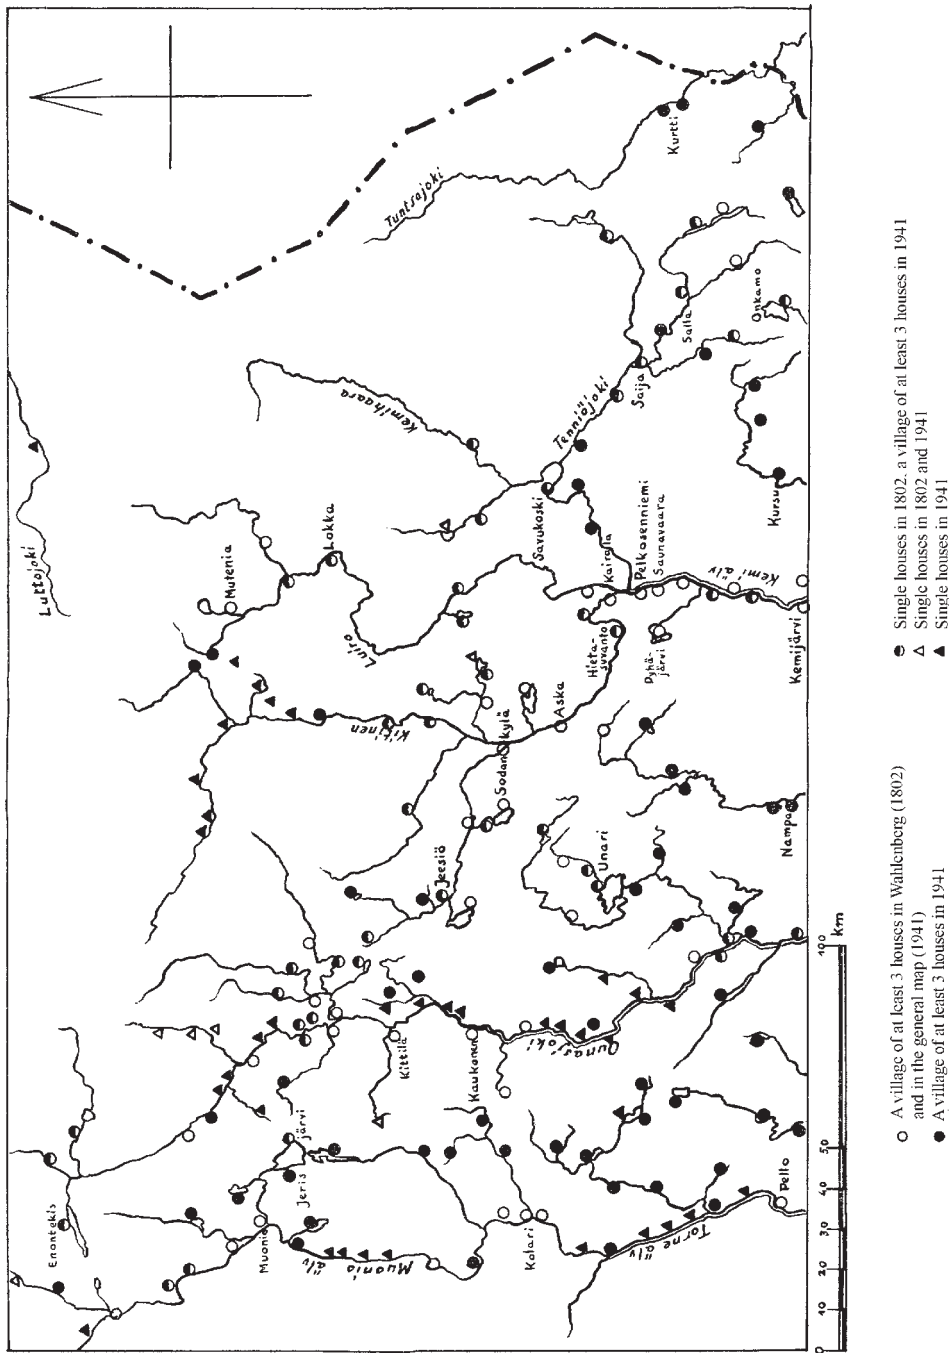 Luttojoki
Tuntsajoki
Kurtti
Kemihaara
Mutenia
Lokka
Luiro
Savukoski
Tenniöjoki
Saija
Salla
Onkamo
Kursu
Kairala
Pelkosenniemi
Saunavaara
Kemi älv
Kemijärvi
Hieta-
suvanto
Pyhä-
järvi
Kitinen
Aska
Sodan
kylä
Jeesiö
Unari
Nampa
Enontekis
Muonio
Jeris
järvi
Muonio
älv
Kittilä
Kaukonen
Ounasjoki
Kolari
Torne
älv
Pello
0 10 20 30 40 50 100 km
A village of at least 3 houses in Wahlenberg (1802)
and in the general map (1941)
A village of at least 3 houses in 1941
Single houses in 1802, a village of at least 3 houses in 1941
Single houses in 1802 and 1941
Single houses in 1941